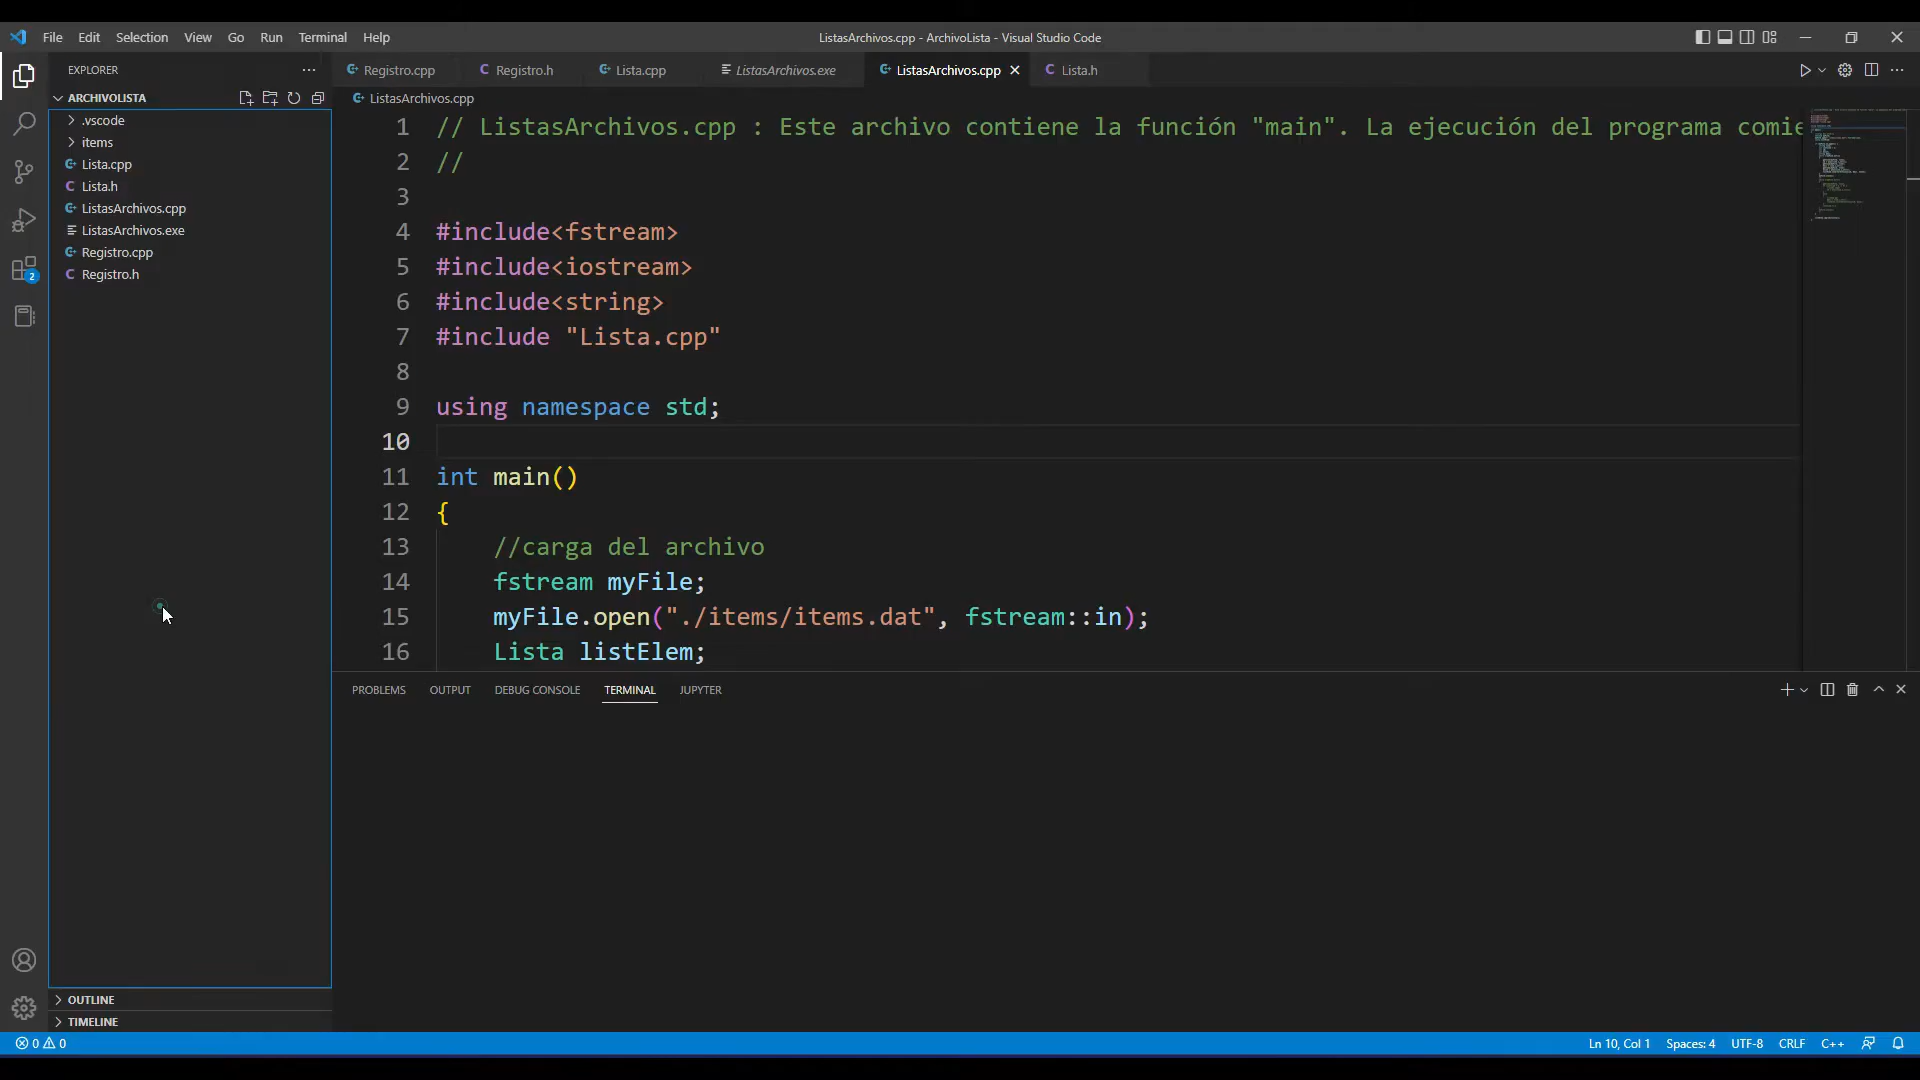 File Edit Selection View Go Run Terminal Help
ListasArchivos.cpp - ArchivoLista - Visual Studio Code
EXPLORER
Registro.cpp
Registro.h
Lista.cpp
ListasArchivos.exe
ListasArchivos.cpp
Lista.h
ARCHIVOLISTA
.vscode
items
Lista.cpp
Lista.h
ListasArchivos.cpp
ListasArchivos.exe
Registro.cpp
Registro.h
2
ListasArchivos.cpp
1 // ListasArchivos.cpp : Este archivo contiene la función "main". La ejecución del programa comie
2 //
3
4 #include<fstream>
5 #include<iostream>
6 #include<string>
7 #include "Lista.cpp"
8
9 using namespace std;
10
11 int main()
12 {
13 //carga del archivo
14 fstream myFile;
15 myFile.open("./items/items.dat", fstream::in);
16 Lista listElem;
PROBLEMS OUTPUT DEBUG CONSOLE TERMINAL JUPYTER
OUTLINE
TIMELINE
0 0
Ln 10, Col 1 Spaces: 4 UTF-8 CRLF C++